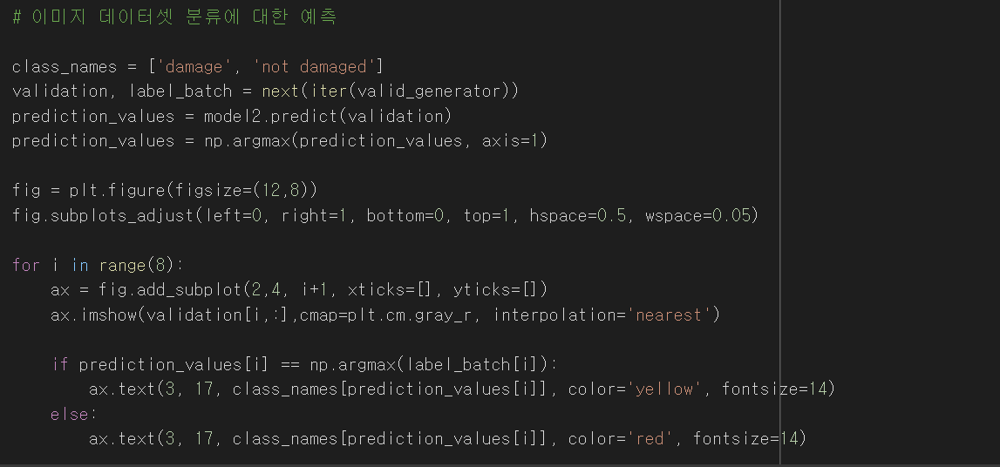 # 이미지 데이터셋 분류에 대한 예측
class_names = ['damage', 'not damaged']
validation, label_batch = next(iter(valid_generator))
prediction_values = model2.predict(validation)
prediction_values = np.argmax(prediction_values, axis=1)
fig = plt.figure(figsize=(12,8))
fig.subplots_adjust(left=0, right=1, bottom=0, top=1, hspace=0.5, wspace=0.05)
for i in range(8):
    ax = fig.add_subplot(2,4, i+1, xticks=[], yticks=[])
    ax.imshow(validation[i,:],cmap=plt.cm.gray_r, interpolation='nearest')
    if prediction_values[i] == np.argmax(label_batch[i]):
        ax.text(3, 17, class_names[prediction_values[i]], color='yellow', fontsize=14)
    else:
        ax.text(3, 17, class_names[prediction_values[i]], color='red', fontsize=14)